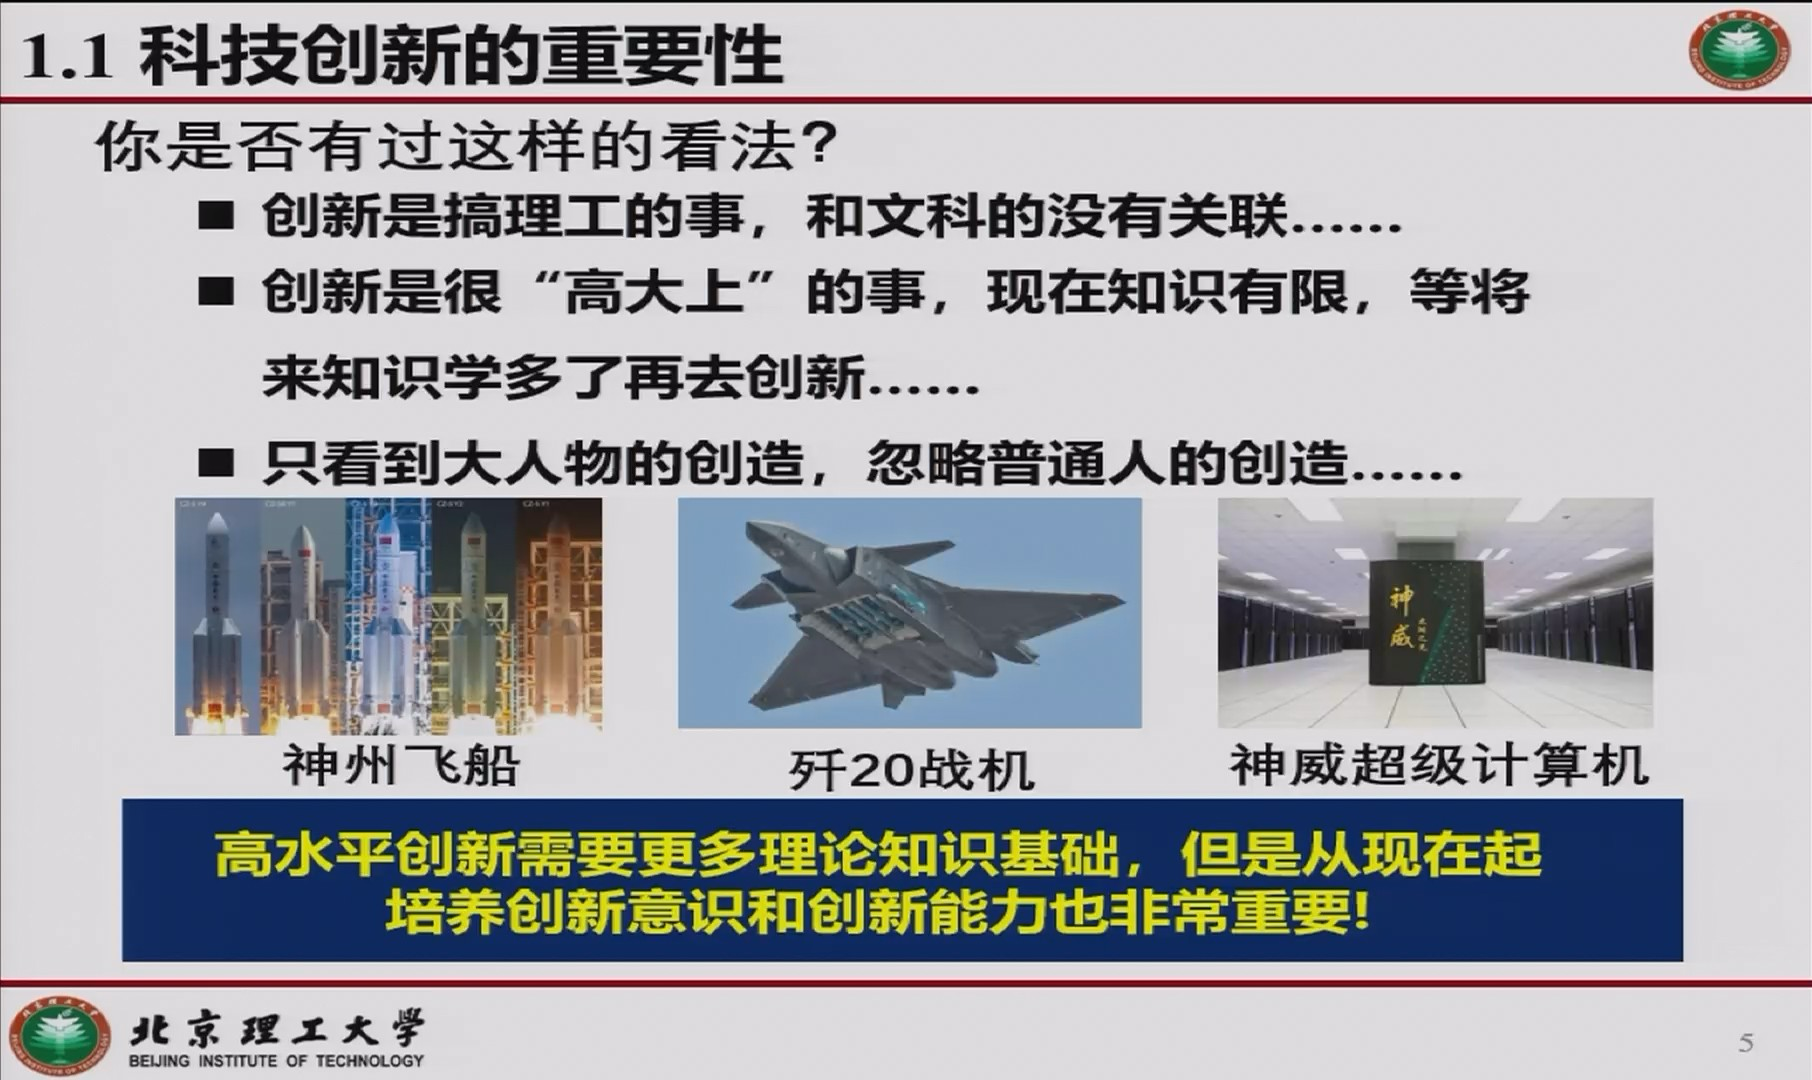 1.1 科技创新的重要性
你是否有过这样的看法？
■ 创新是搞理工的事，和文科的没有关联……
■ 创新是很“高大上”的事，现在知识有限，等将
来知识学多了再去创新……
■ 只看到大人物的创造，忽略普通人的创造……
神威
神州飞船
歼20战机
神威超级计算机
高水平创新需要更多理论知识基础，但是从现在起
培养创新意识和创新能力也非常重要!
北京理工大学
BEIJING INSTITUTE OF TECHNOLOGY
5